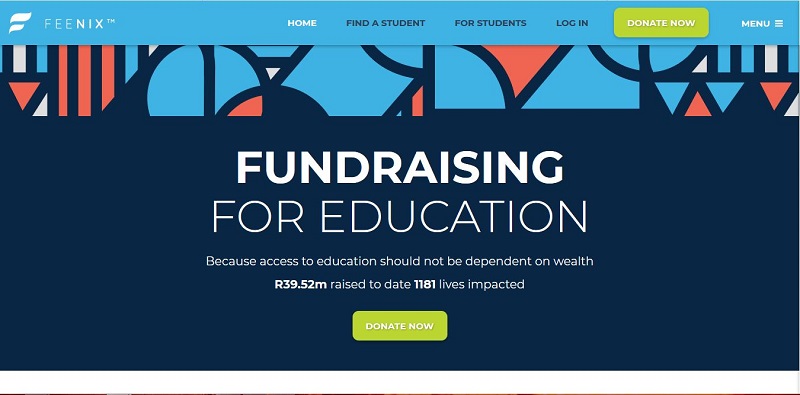 FEENIX™
HOME FIND A STUDENT FOR STUDENTS LOG IN DONATE NOW MENU
FUNDRAISING
FOR EDUCATION
Because access to education should not be dependent on wealth
R39.52m raised to date 1181 lives impacted
DONATE NOW